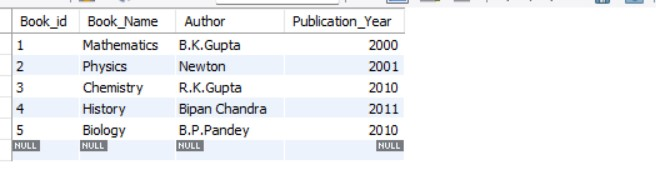 Book_id Book_Name Author Publication_Year
1 Mathematics B.K.Gupta 2000
2 Physics Newton 2001
3 Chemistry R.K.Gupta 2010
4 History Bipan Chandra 2011
5 Biology B.P.Pandey 2010
NULL NULL NULL NULL